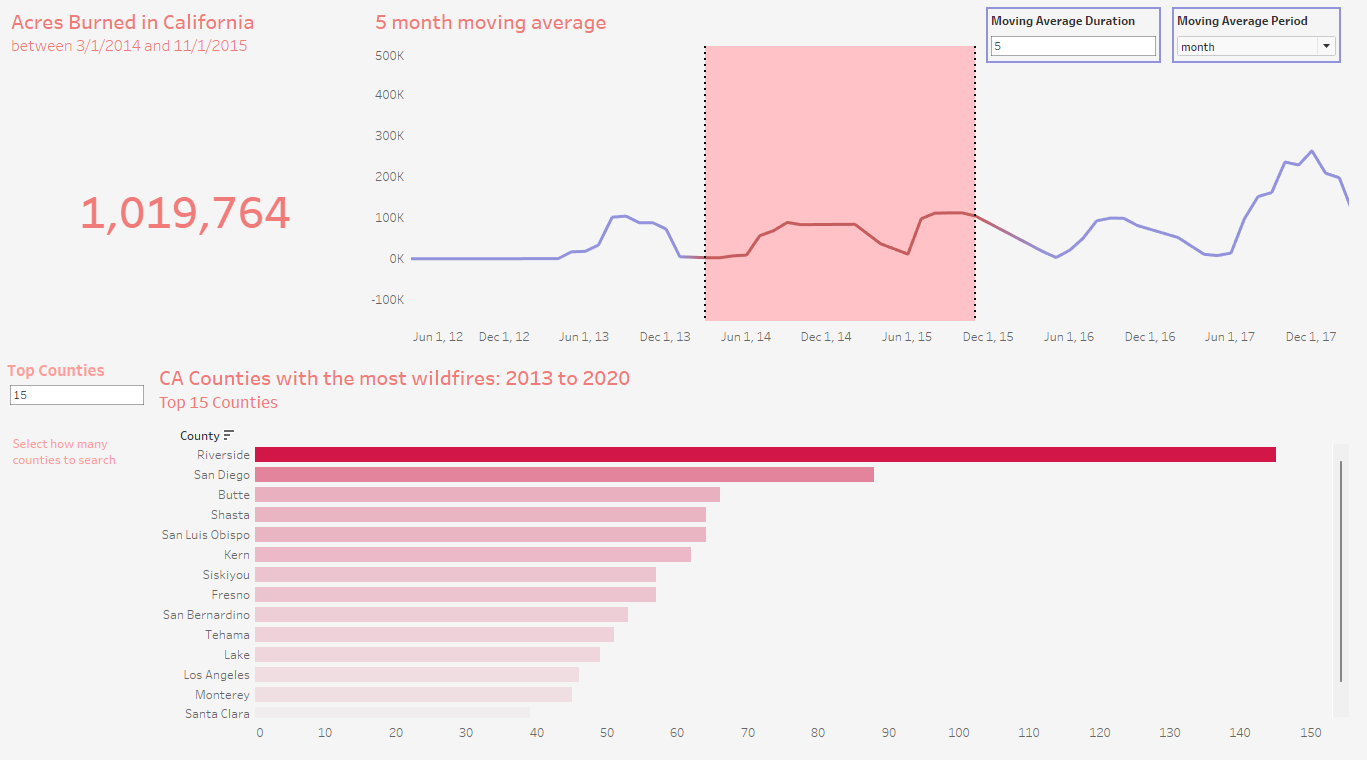 Acres Burned in California
between 3/1/2014 and 11/1/2015
1,019,764
5 month moving average
Moving Average Duration
5
Moving Average Period
month
500K
400K
300K
200K
100K
0K
-100K
Jun 1, 12 Dec 1, 12 Jun 1, 13 Dec 1, 13 Jun 1, 14 Dec 1, 14 Jun 1, 15 Dec 1, 15 Jun 1, 16 Dec 1, 16 Jun 1, 17 Dec 1, 17
Top Counties
15
Select how many
counties to search
CA Counties with the most wildfires: 2013 to 2020
Top 15 Counties
County
Riverside
San Diego
Butte
Shasta
San Luis Obispo
Kern
Siskiyou
Fresno
San Bernardino
Tehama
Lake
Los Angeles
Monterey
Santa Clara
0 10 20 30 40 50 60 70 80 90 100 110 120 130 140 150